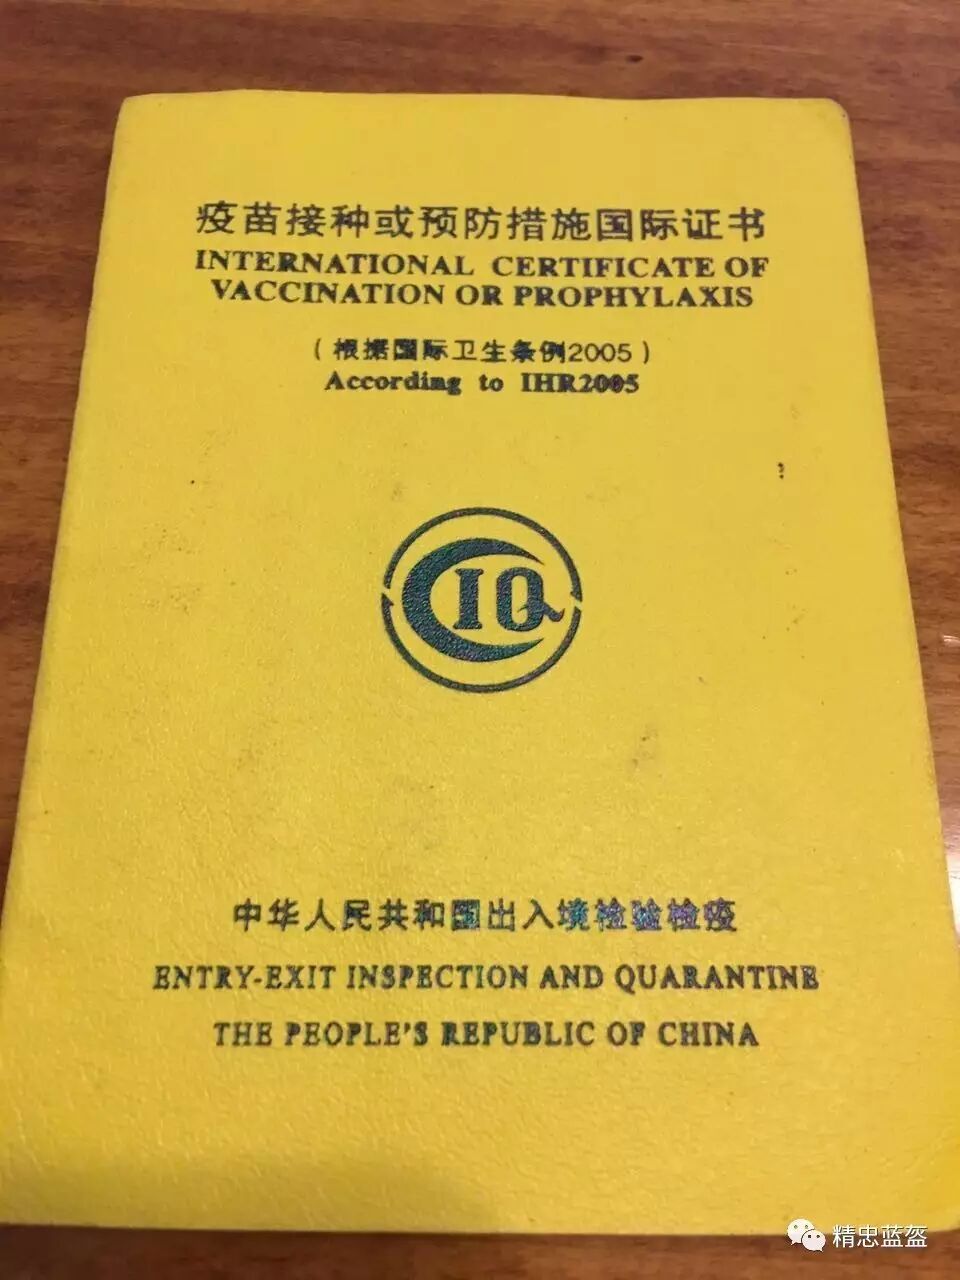 疫苗接种或预防措施国际证书
INTERNATIONAL CERTIFICATE OF
VACCINATION OR PROPHYLAXIS
(根据国际卫生条例2005)
According to IHR2005
CIQ
中华人民共和国出入境检验检疫
ENTRY-EXIT INSPECTION AND QUARANTINE
THE PEOPLE'S REPUBLIC OF CHINA
精忠蓝盔